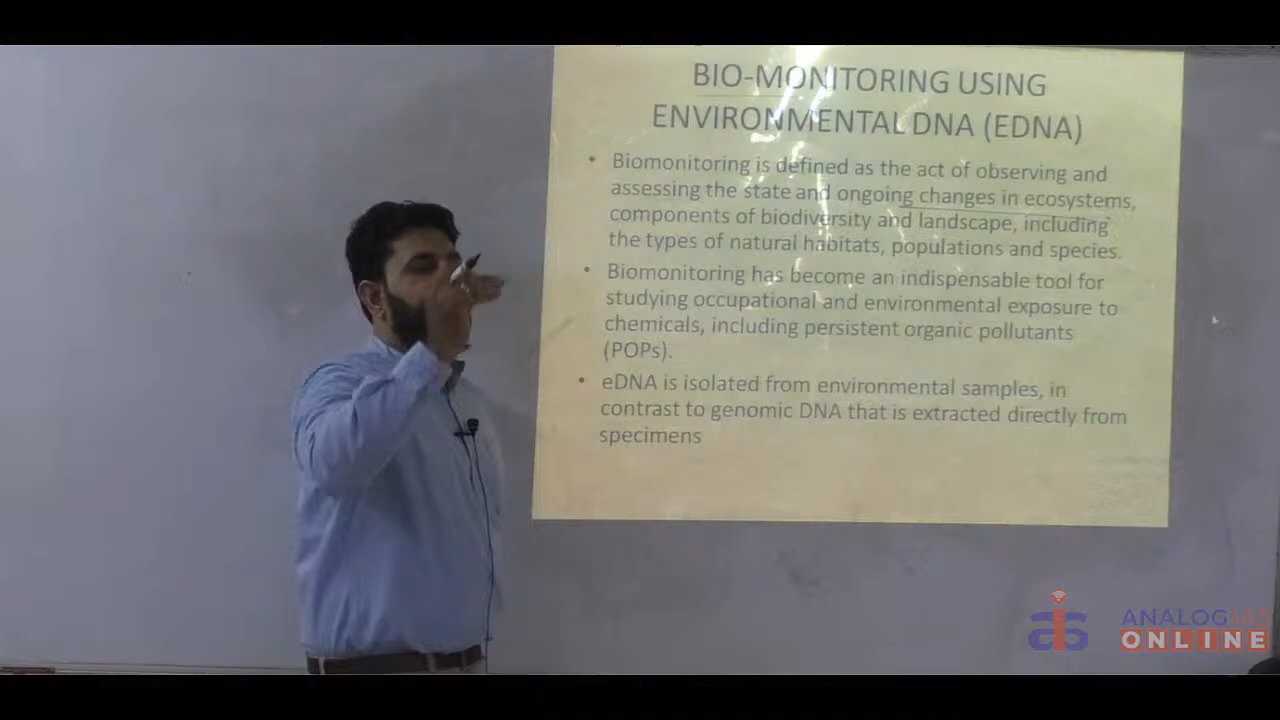 BIO-MONITORING USING
ENVIRONMENTAL DNA (EDNA)
• Biomonitoring is defined as the act of observing and
assessing the state and ongoing changes in ecosystems,
components of biodiversity and landscape, including
the types of natural habitats, populations and species.
• Biomonitoring has become an indispensable tool for
studying occupational and environmental exposure to
chemicals, including persistent organic pollutants
(POPs).
• eDNA is isolated from environmental samples, in
contrast to genomic DNA that is extracted directly from
specimens
ANALOG IAS
ONLINE